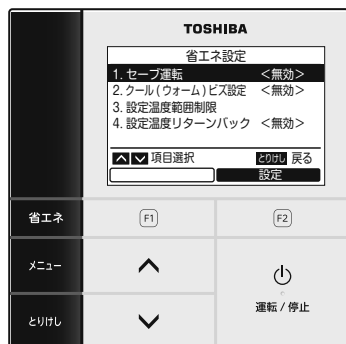 TOSHIBA
省エネ設定
1. セーブ運転 <無効>
2. クール(ウォーム)ビズ設定 <無効>
3. 設定温度範囲制限
4. 設定温度リターンバック <無効>
項目選択 とりけし 戻る
設定
省エネ F1 F2
メニュー
運転 / 停止
とりけし